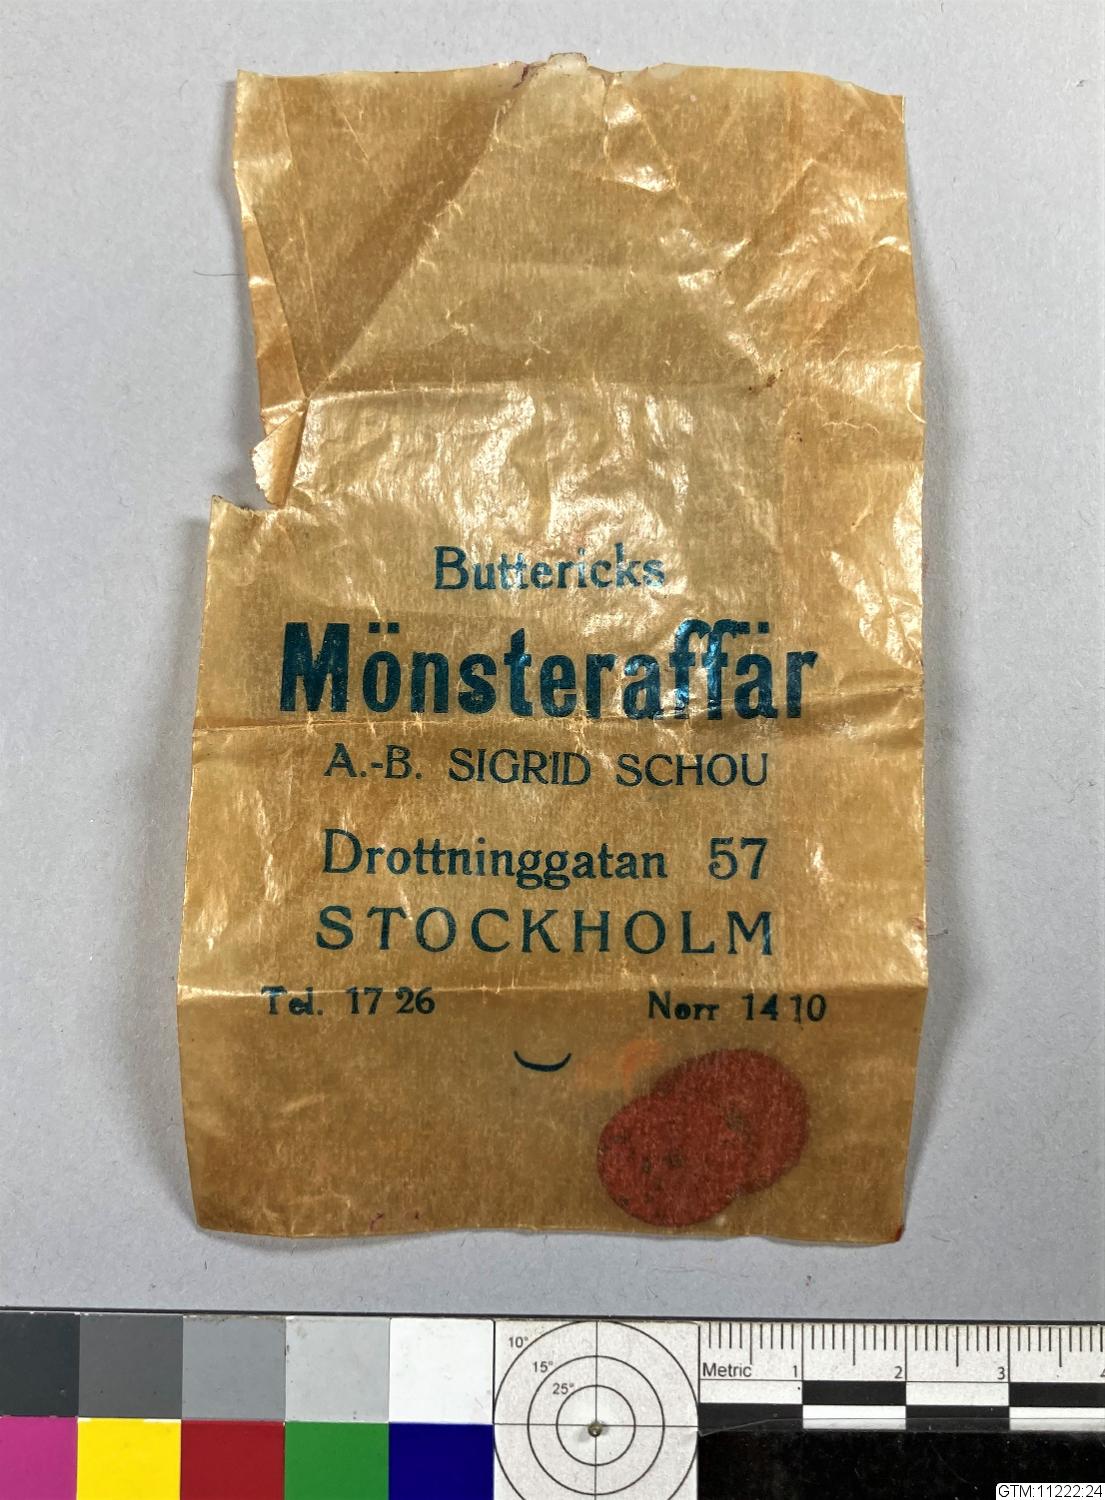 Buttericks
Mönsteraffär
A.-B. SIGRID SCHOU
Drottninggatan 57
STOCKHOLM
Tel. 17 26 Norr 14 10
10°
15°
25°
Metric 1 2 3 4
GTM:11222:24